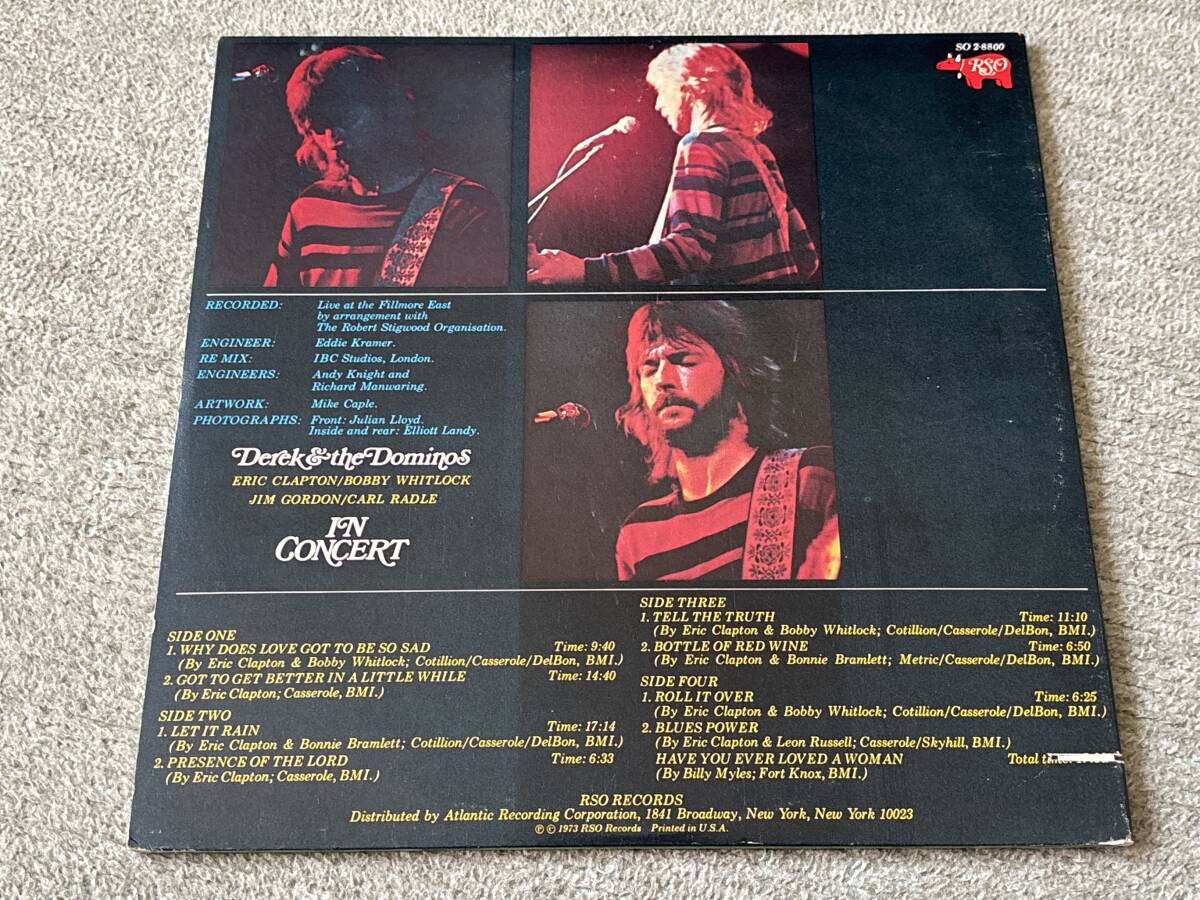 SO 2-8800
RSO
RECORDED: Live at the Fillmore East
by arrangement with
The Robert Stigwood Organisation.
ENGINEER: Eddie Kramer.
RE MIX: IBC Studios, London.
ENGINEERS: Andy Knight and
Richard Manwaring.
ARTWORK: Mike Caple.
PHOTOGRAPHS: Front: Julian Lloyd.
Inside and rear: Elliott Landy.
Derek & the Dominos
ERIC CLAPTON/BOBBY WHITLOCK
JIM GORDON/CARL RADLE
IN
CONCERT
SIDE ONE
1. WHY DOES LOVE GOT TO BE SO SAD Time: 9:40
(By Eric Clapton & Bobby Whitlock; Cotillion/Casserole/DelBon, BMI.)
2. GOT TO GET BETTER IN A LITTLE WHILE Time: 14:40
(By Eric Clapton; Casserole, BMI.)
SIDE TWO
1. LET IT RAIN Time: 17:14
(By Eric Clapton & Bonnie Bramlett; Cotillion/Casserole/DelBon, BMI.)
2. PRESENCE OF THE LORD Time: 6:33
(By Eric Clapton; Casserole, BMI.)
SIDE THREE
1. TELL THE TRUTH Time: 11:10
(By Eric Clapton & Bobby Whitlock; Cotillion/Casserole/DelBon, BMI.)
2. BOTTLE OF RED WINE Time: 6:50
(By Eric Clapton & Bonnie Bramlett; Metric/Casserole/DelBon, BMI.)
SIDE FOUR
1. ROLL IT OVER Time: 6:25
(By Eric Clapton & Bobby Whitlock; Cotillion/Casserole/DelBon, BMI.)
2. BLUES POWER
(By Eric Clapton & Leon Russell; Casserole/Skyhill, BMI.)
HAVE YOU EVER LOVED A WOMAN Total
(By Billy Myles; Fort Knox, BMI.)
RSO RECORDS
Distributed by Atlantic Recording Corporation, 1841 Broadway, New York, New York 10023
℗ © 1973 RSO Records Printed in U.S.A.